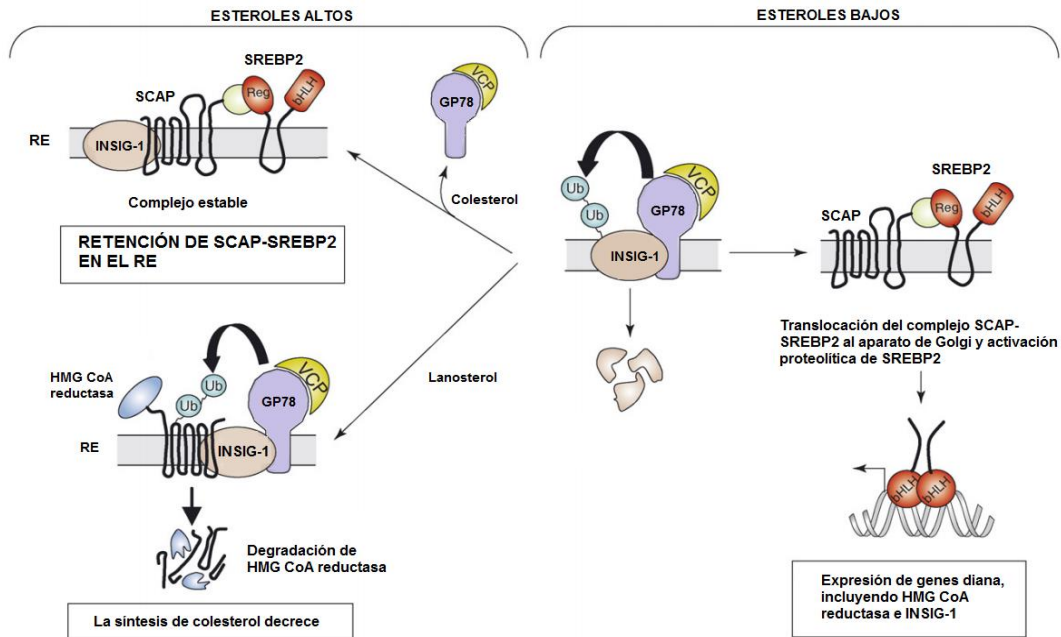 ESTEROLES ALTOS
SREBP2
SCAP
Reg
bHLH
RE
INSIG-1
VCP
GP78
Complejo estable
Colesterol
RETENCIÓN DE SCAP-SREBP2
EN EL RE
HMG CoA
reductasa
Ub
Ub
GP78
VCP
Lanosterol
RE
INSIG-1
Degradación de
HMG CoA reductasa
La síntesis de colesterol decrece
ESTEROLES BAJOS
Ub
Ub
GP78
VCP
INSIG-1
SREBP2
SCAP
Reg
bHLH
Translocación del complejo SCAP-
SREBP2 al aparato de Golgi y activación
proteolítica de SREBP2
bHLH
bHLH
Expresión de genes diana,
incluyendo HMG CoA
reductasa e INSIG-1